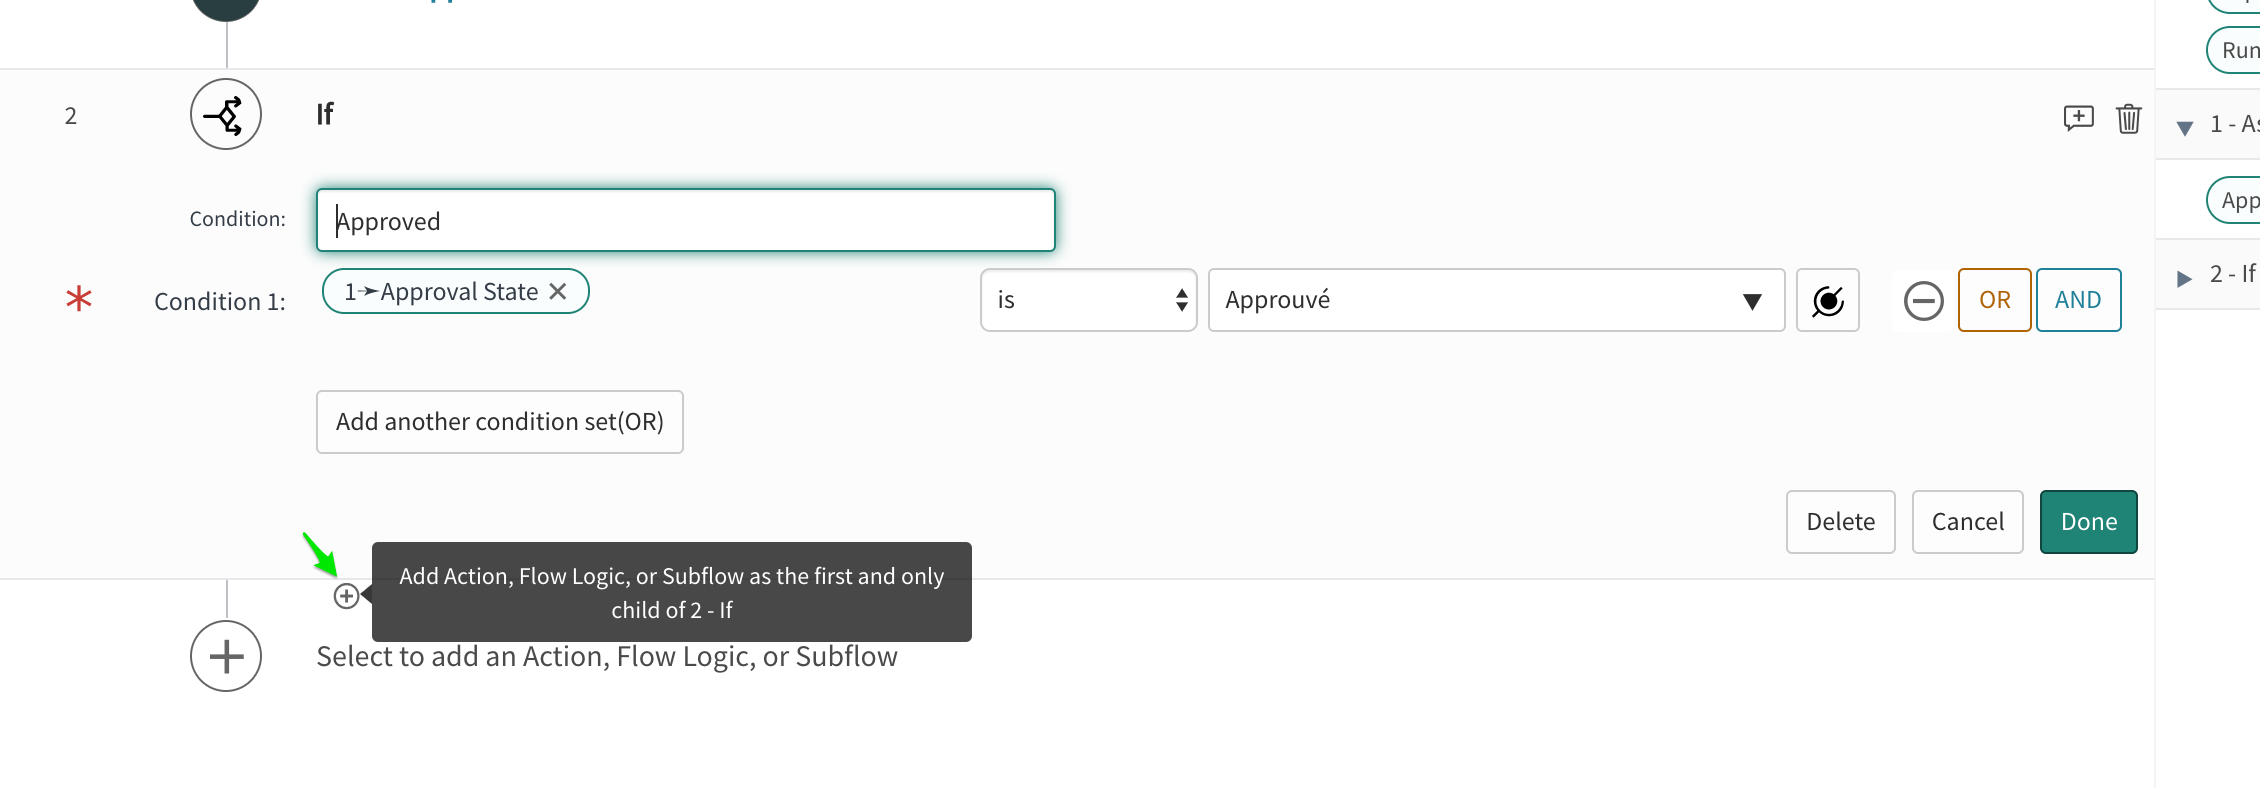 Run
2
If
1 - As
Condition:
Approved
App
Condition 1:
1➛Approval State
is
Approuvé
OR
AND
2 - If
Add another condition set(OR)
Delete
Cancel
Done
Add Action, Flow Logic, or Subflow as the first and only
child of 2 - If
Select to add an Action, Flow Logic, or Subflow